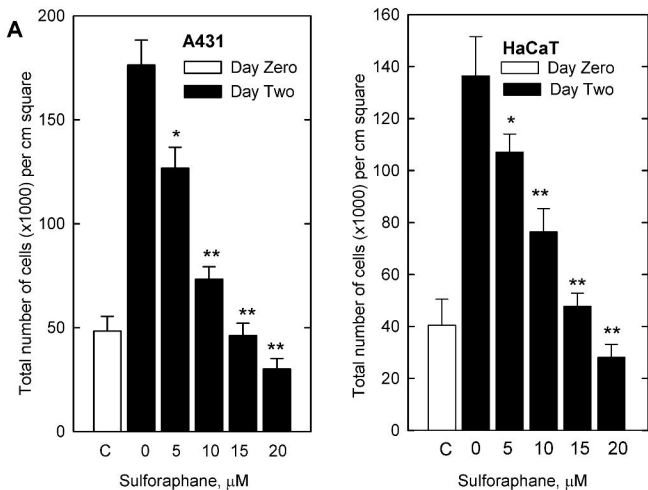 A
A431
Day Zero
Day Two
Total number of cells (x1000) per cm square
200
150
100
50
0
*
**
**
**
C 0 5 10 15 20
Sulforaphane, μM
HaCaT
Day Zero
Day Two
Total number of cells (x1000) per cm square
160
140
120
100
80
60
40
20
0
*
**
**
**
C 0 5 10 15 20
Sulforaphane, μM